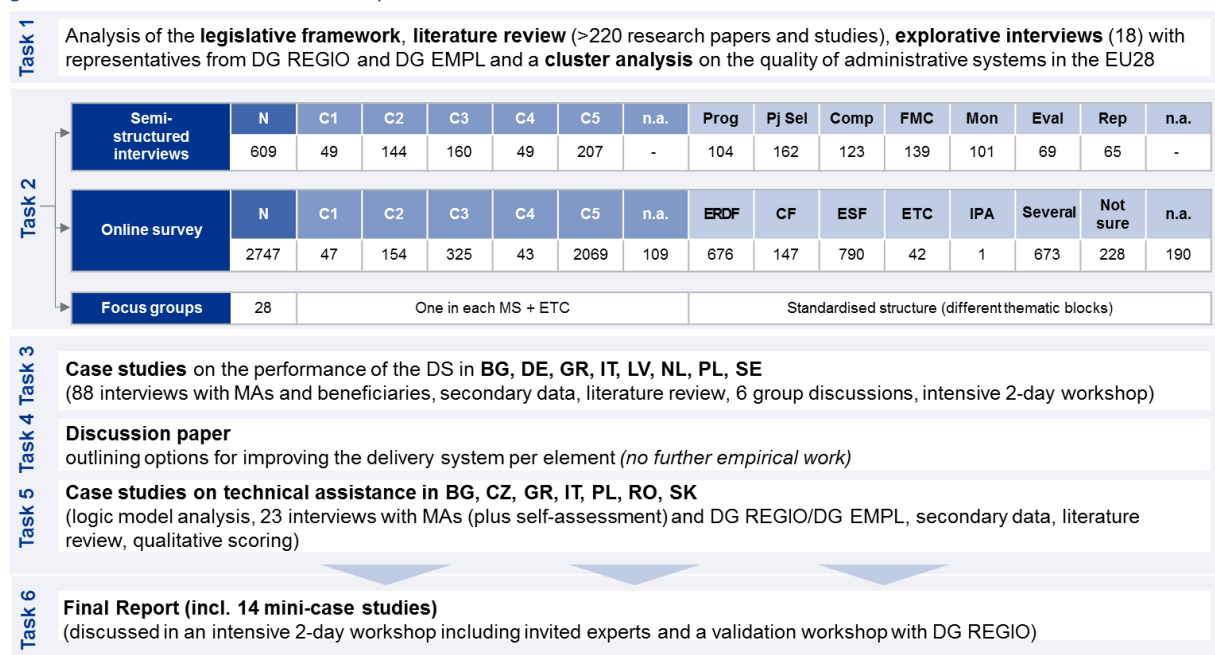 Task 1
Analysis of the legislative framework, literature review (>220 research papers and studies), explorative interviews (18) with
representatives from DG REGIO and DG EMPL and a cluster analysis on the quality of administrative systems in the EU28
Task 2
Semi-
structured
interviews
N C1 C2 C3 C4 C5 n.a. Prog Pj Sel Comp FMC Mon Eval Rep n.a.
609 49 144 160 49 207 - 104 162 123 139 101 69 65 -
Online survey
N C1 C2 C3 C4 C5 n.a. ERDF CF ESF ETC IPA Several Not
sure n.a.
2747 47 154 325 43 2069 109 676 147 790 42 1 673 228 190
Focus groups 28 One in each MS + ETC Standardised structure (different thematic blocks)
Task 3
Case studies on the performance of the DS in BG, DE, GR, IT, LV, NL, PL, SE
(88 interviews with MAs and beneficiaries, secondary data, literature review, 6 group discussions, intensive 2-day workshop)
Task 4
Discussion paper
outlining options for improving the delivery system per element (no further empirical work)
Task 5
Case studies on technical assistance in BG, CZ, GR, IT, PL, RO, SK
(logic model analysis, 23 interviews with MAs (plus self-assessment) and DG REGIO/DG EMPL, secondary data, literature
review, qualitative scoring)
Task 6
Final Report (incl. 14 mini-case studies)
(discussed in an intensive 2-day workshop including invited experts and a validation workshop with DG REGIO)